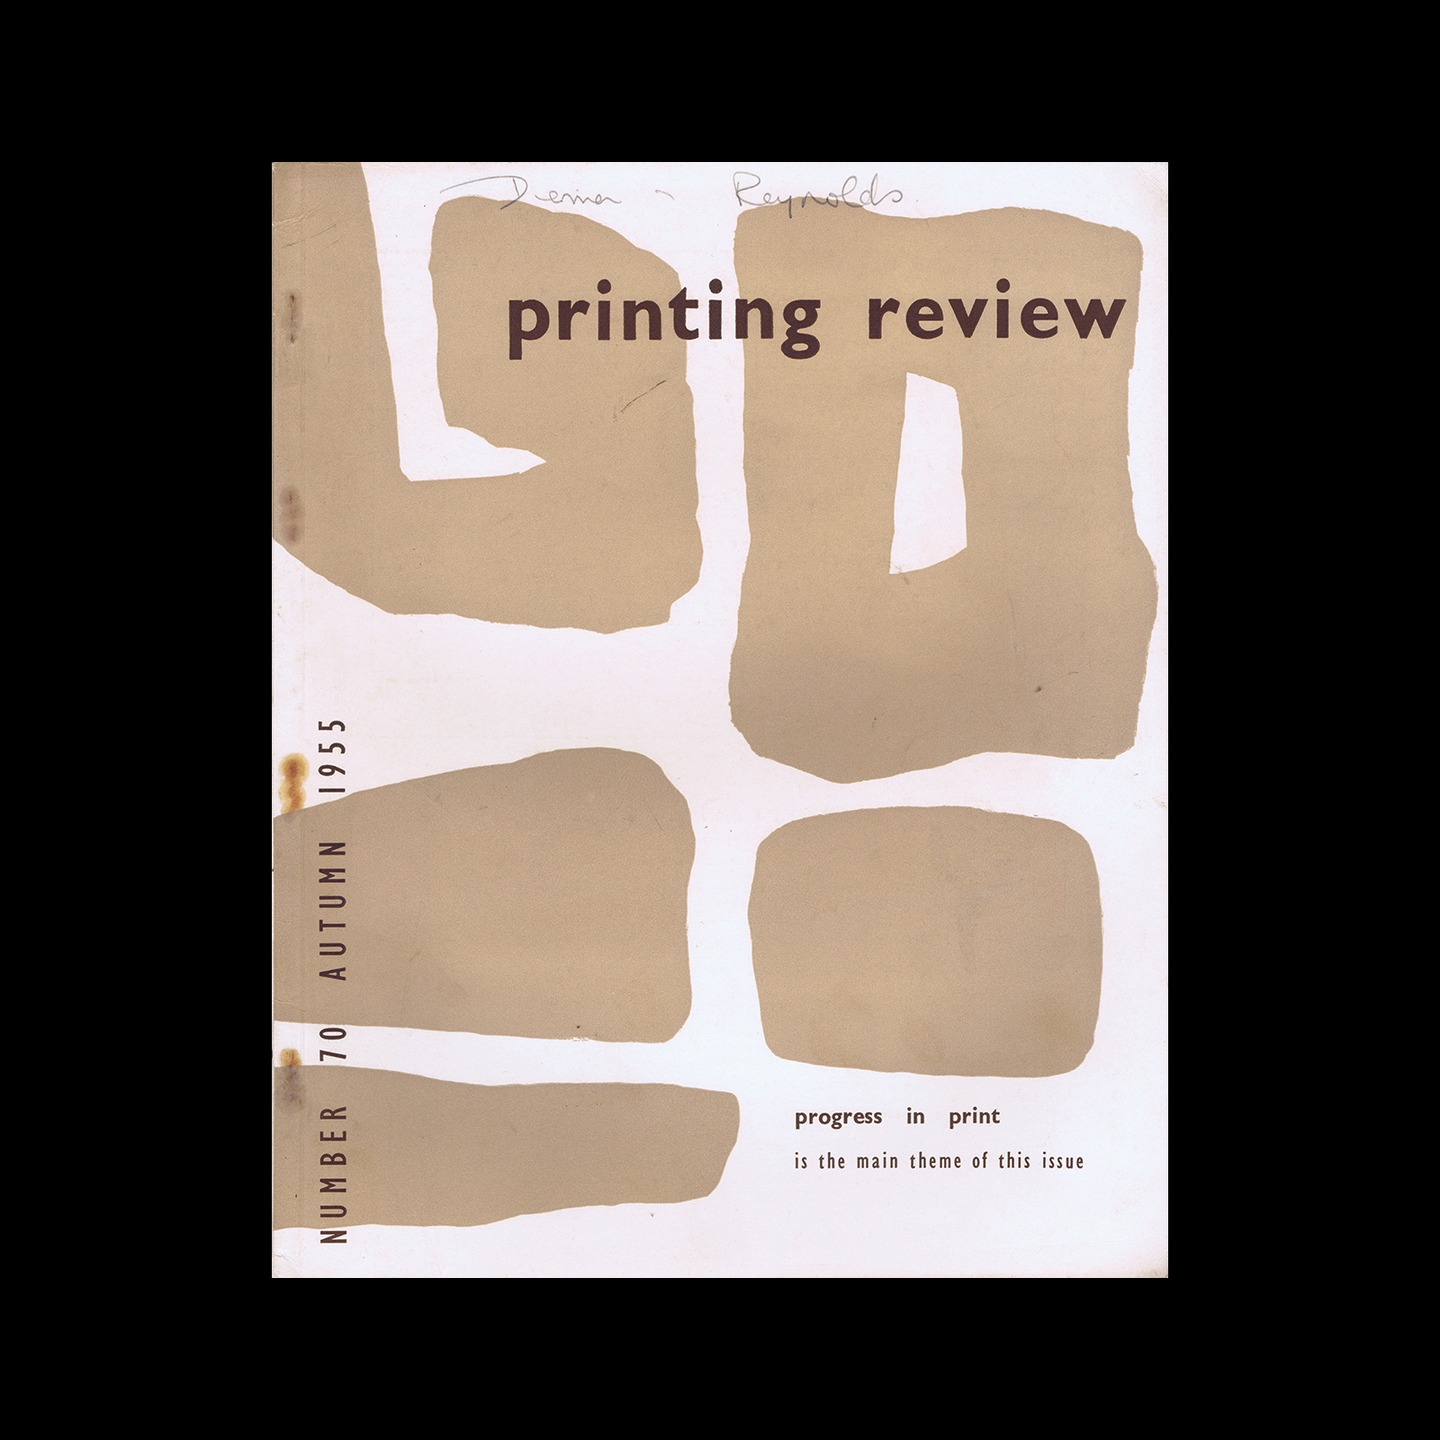 Reynolds
printing review
NUMBER 70 AUTUMN 1955
progress in print
is the main theme of this issue